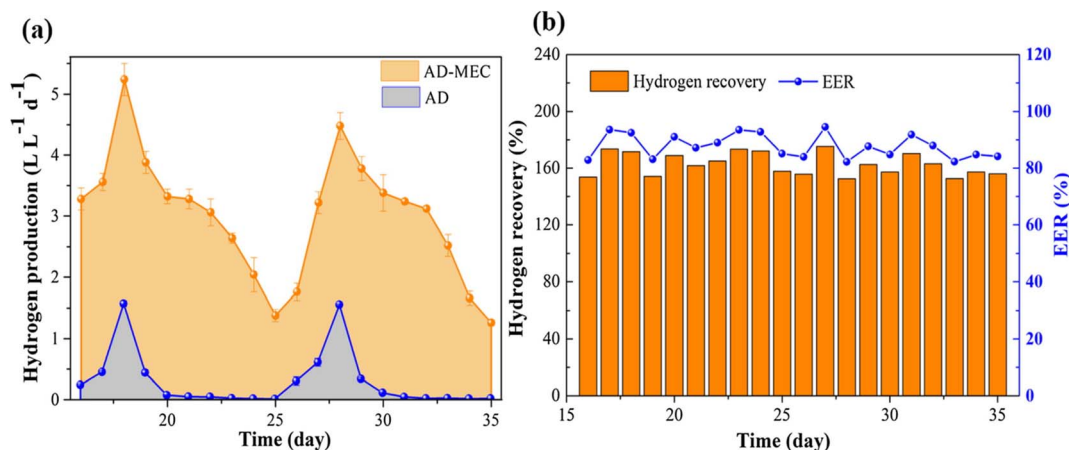 (a)
Hydrogen production (L L⁻¹ d⁻¹)
5
4
3
2
1
0
AD-MEC
AD
20
25
30
35
Time (day)
(b)
Hydrogen recovery (%)
240
200
160
120
80
40
0
Hydrogen recovery
EER
120
100
80
60
40
20
0
EER (%)
15
20
25
30
35
Time (day)